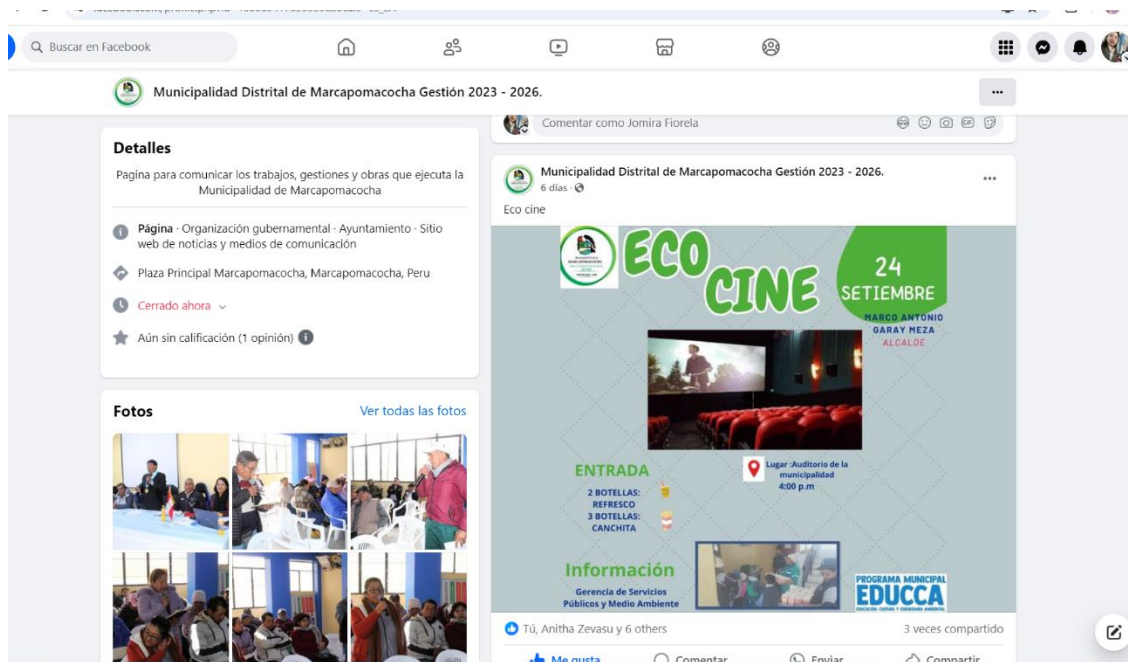 Buscar en Facebook
Municipalidad Distrital de Marcapomacocha Gestión 2023 - 2026.
Detalles
Pagina para comunicar los trabajos, gestiones y obras que ejecuta la
Municipalidad de Marcapomacocha
Página · Organización gubernamental · Ayuntamiento · Sitio
web de noticias y medios de comunicación
Plaza Principal Marcapomacocha, Marcapomacocha, Peru
Cerrado ahora
Aún sin calificación (1 opinión)
Fotos
Ver todas las fotos
Comentar como Jomira Fiorela
Municipalidad Distrital de Marcapomacocha Gestión 2023 - 2026.
6 días
Eco cine
ECO
CINE
24
SETIEMBRE
MARCO ANTONIO
GARAY MEZA
ALCALDE
ENTRADA
2 BOTELLAS:
REFRESCO
3 BOTELLAS:
CANCHITA
Lugar :Auditorio de la
municipalidad
4:00 p.m
Información
Gerencia de Servicios
Públicos y Medio Ambiente
PROGRAMA MUNICIPAL
EDUCCA
EDUCACIÓN, CULTURA Y CIUDADANÍA AMBIENTAL
Tú, Anitha Zevasu y 6 others
3 veces compartido
Me gusta
Comentar
Enviar
Compartir